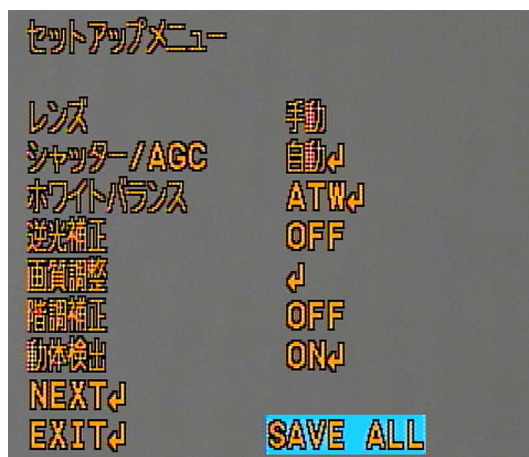 セットアップメニュー
レンズ 手動
シャッター/AGC 自動↲
ホワイトバランス ATW↲
逆光補正 OFF
画質調整 ↲
階調補正 OFF
動体検出 ON↲
NEXT↲
EXIT↲ SAVE ALL